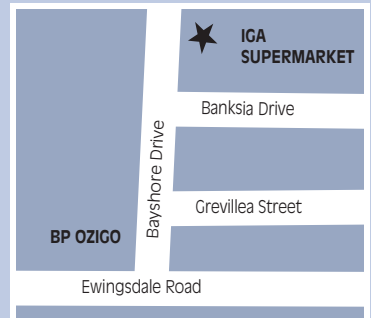 IGA
SUPERMARKET
Banksia Drive
Bayshore Drive
Grevillea Street
BP OZIGO
Ewingsdale Road